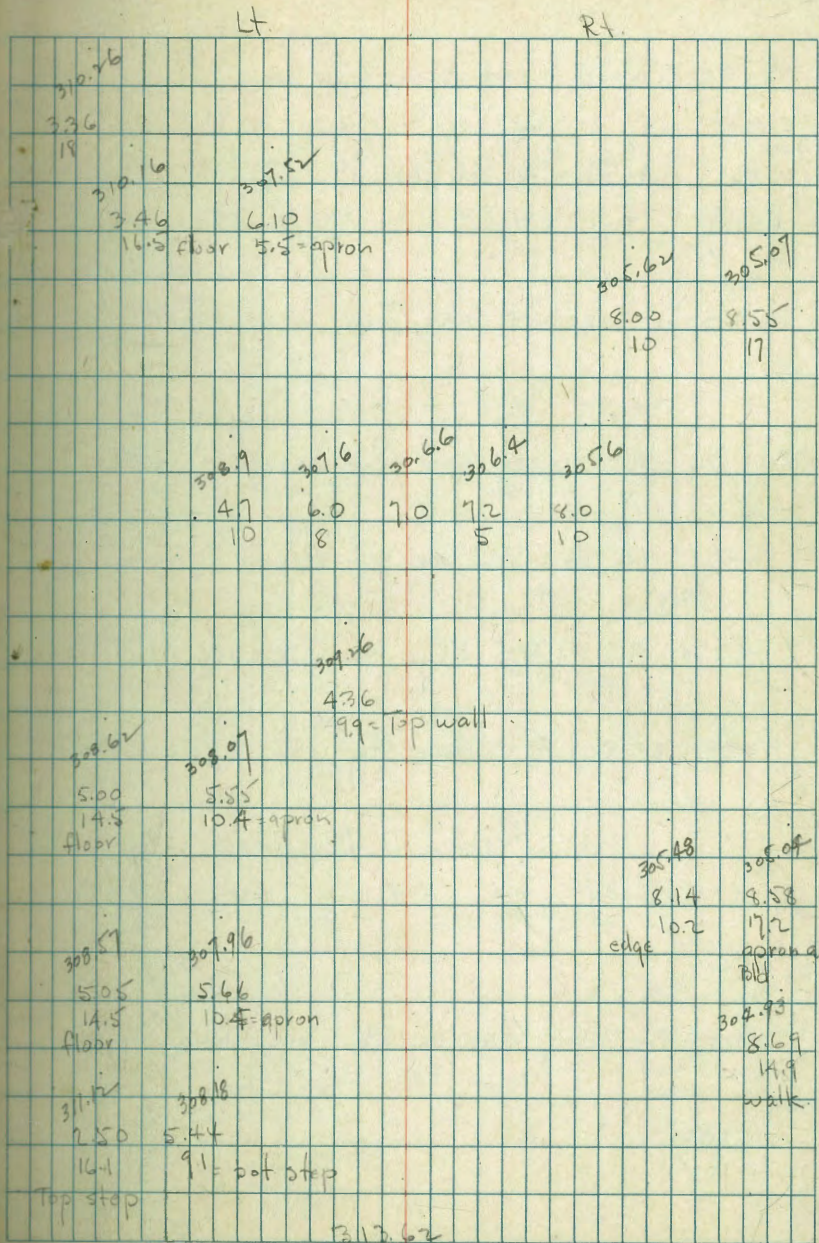 Lt. Rt.
310.26
3.36
18
310.16 307.52
3.46 6.10
16.5 floor 5.5 = apron
305.62 305.07
8.00 8.55
10 17
308.9 307.6 306.6 306.4 305.6
4.7 6.0 7.0 7.2 8.0
10 8 5 10
309.26
4.36
9.9 = Top wall
308.62 308.07
5.00 5.55
14.5 10.4 = apron
floor
305.48 305.04
8.14 8.58
10.2 17.2
edge apron @
Bld
308.57 307.96
5.05 5.66
14.5 10.4 = apron
floor
304.93
8.69
14.9
walk
311.12 308.18
2.50 5.44
16.1 9.1 = bot step
Top step
313.62